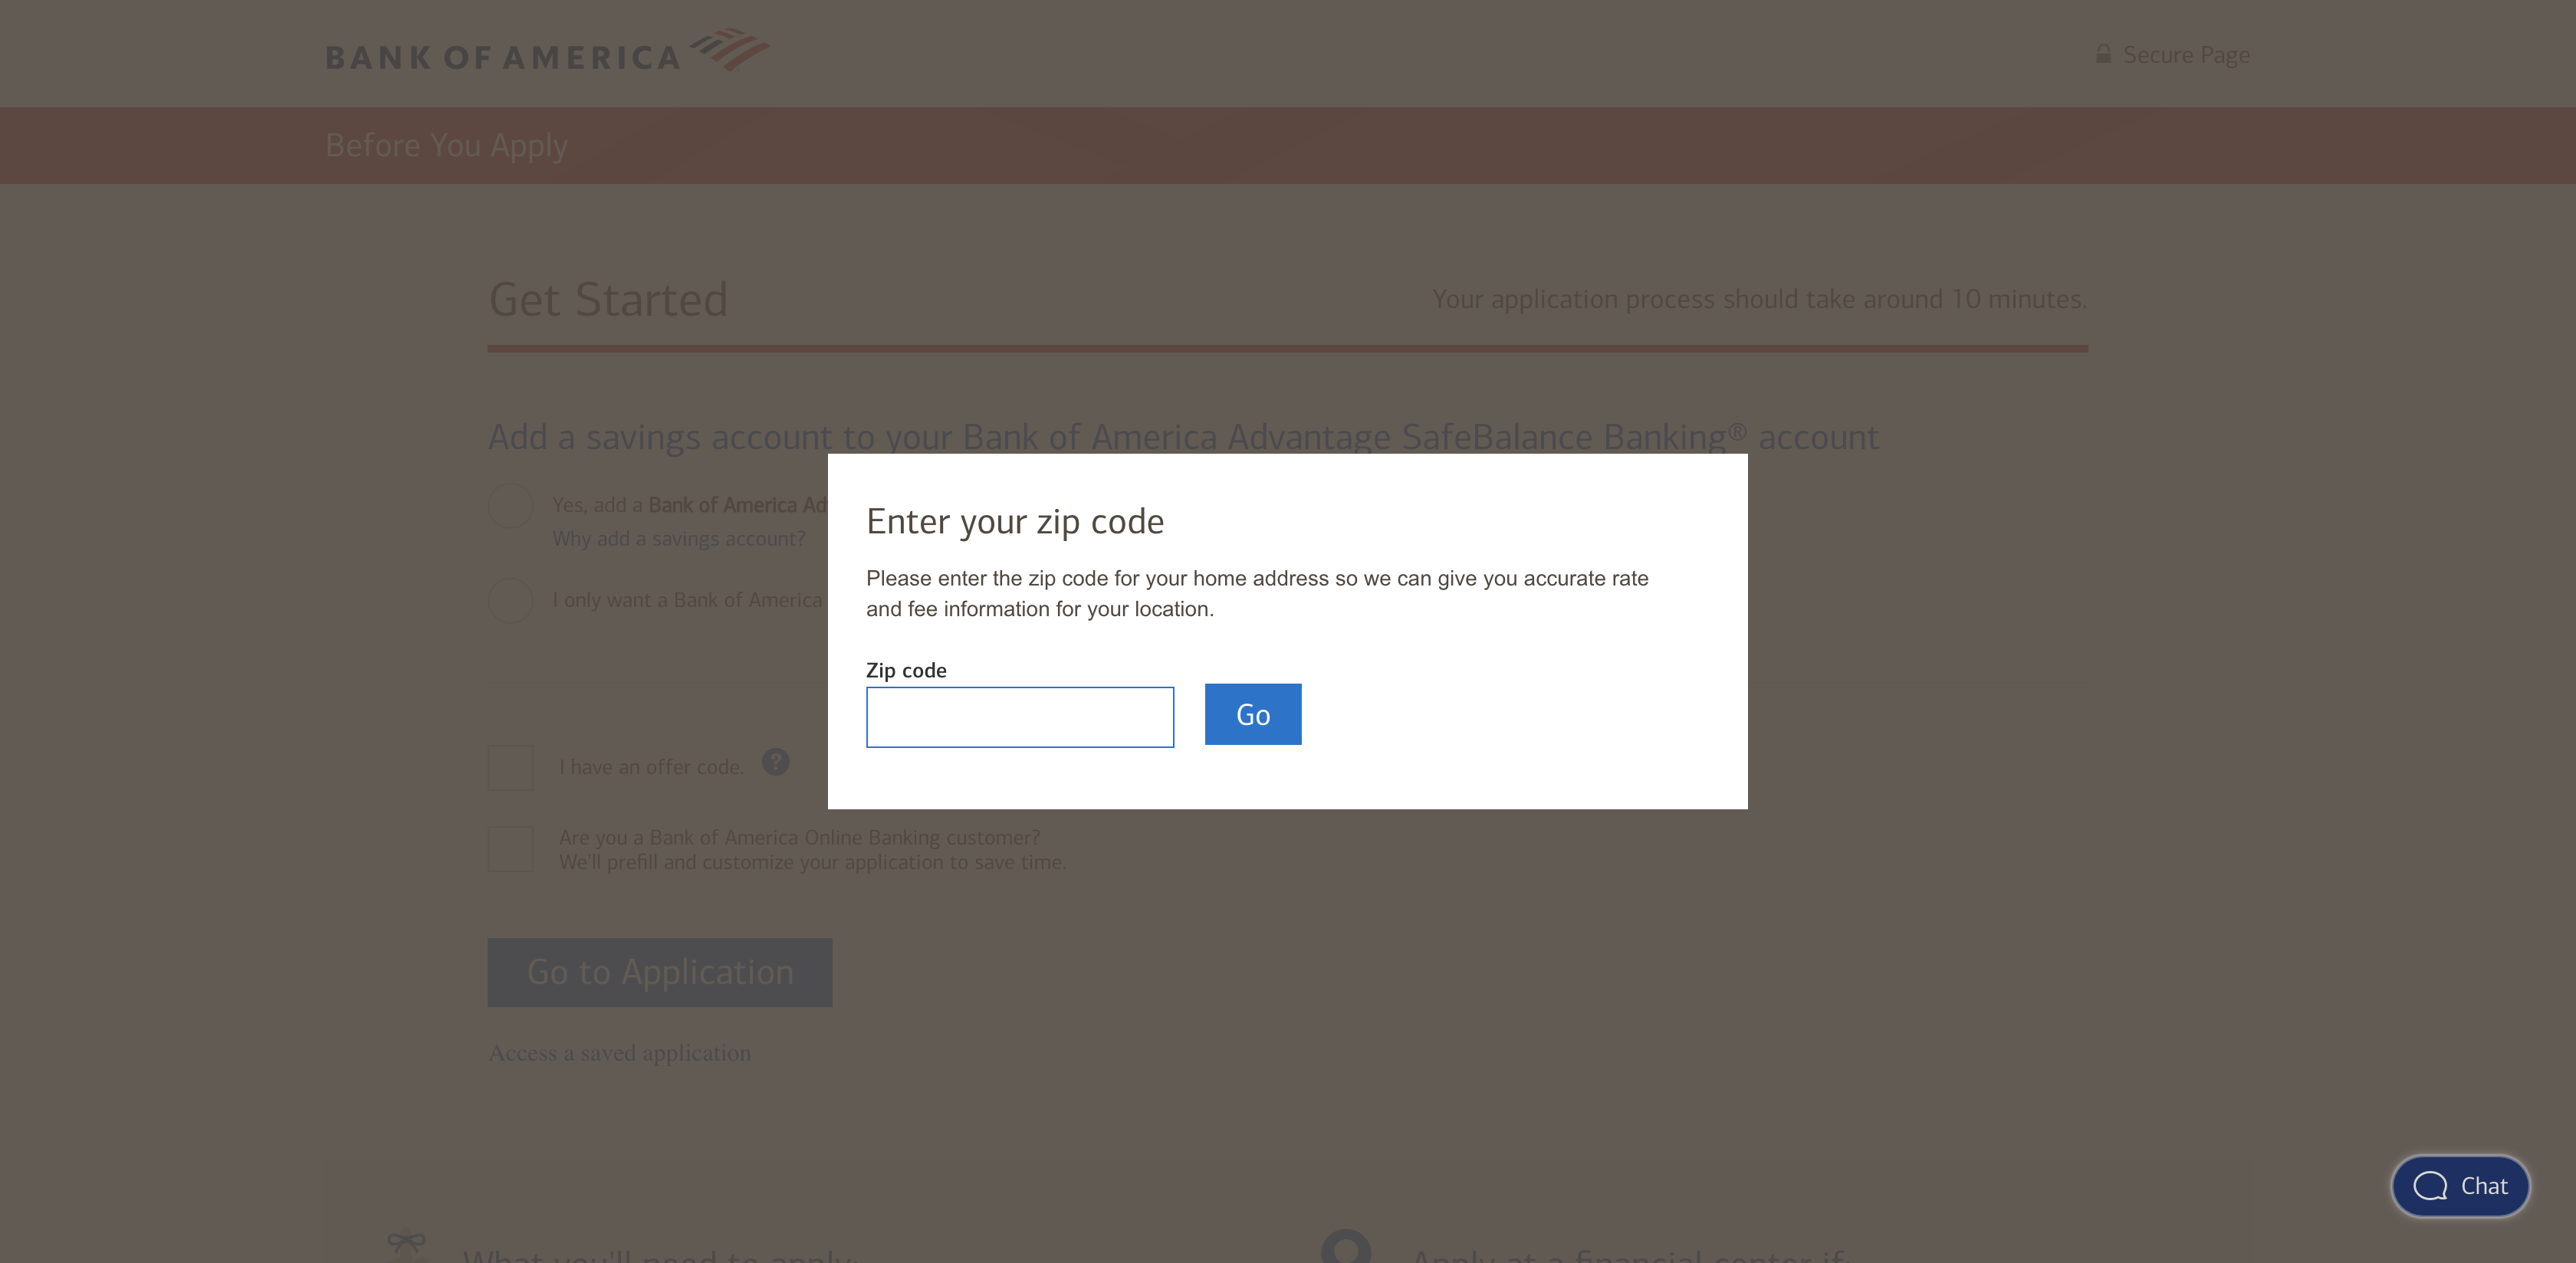 BANK OF AMERICA
Secure Page
Before You Apply
Get Started
Your application process should take around 10 minutes.
Add a savings account to your Bank of America Advantage SafeBalance Banking® account
Yes, add a Bank of America Ad
Why add a savings account?
I only want a Bank of America
Enter your zip code
Please enter the zip code for your home address so we can give you accurate rate
and fee information for your location.
Zip code
Go
I have an offer code. ?
Are you a Bank of America Online Banking customer?
We'll prefill and customize your application to save time.
Go to Application
Access a saved application
Chat
What you'll need to apply:
Apply at a financial center if: